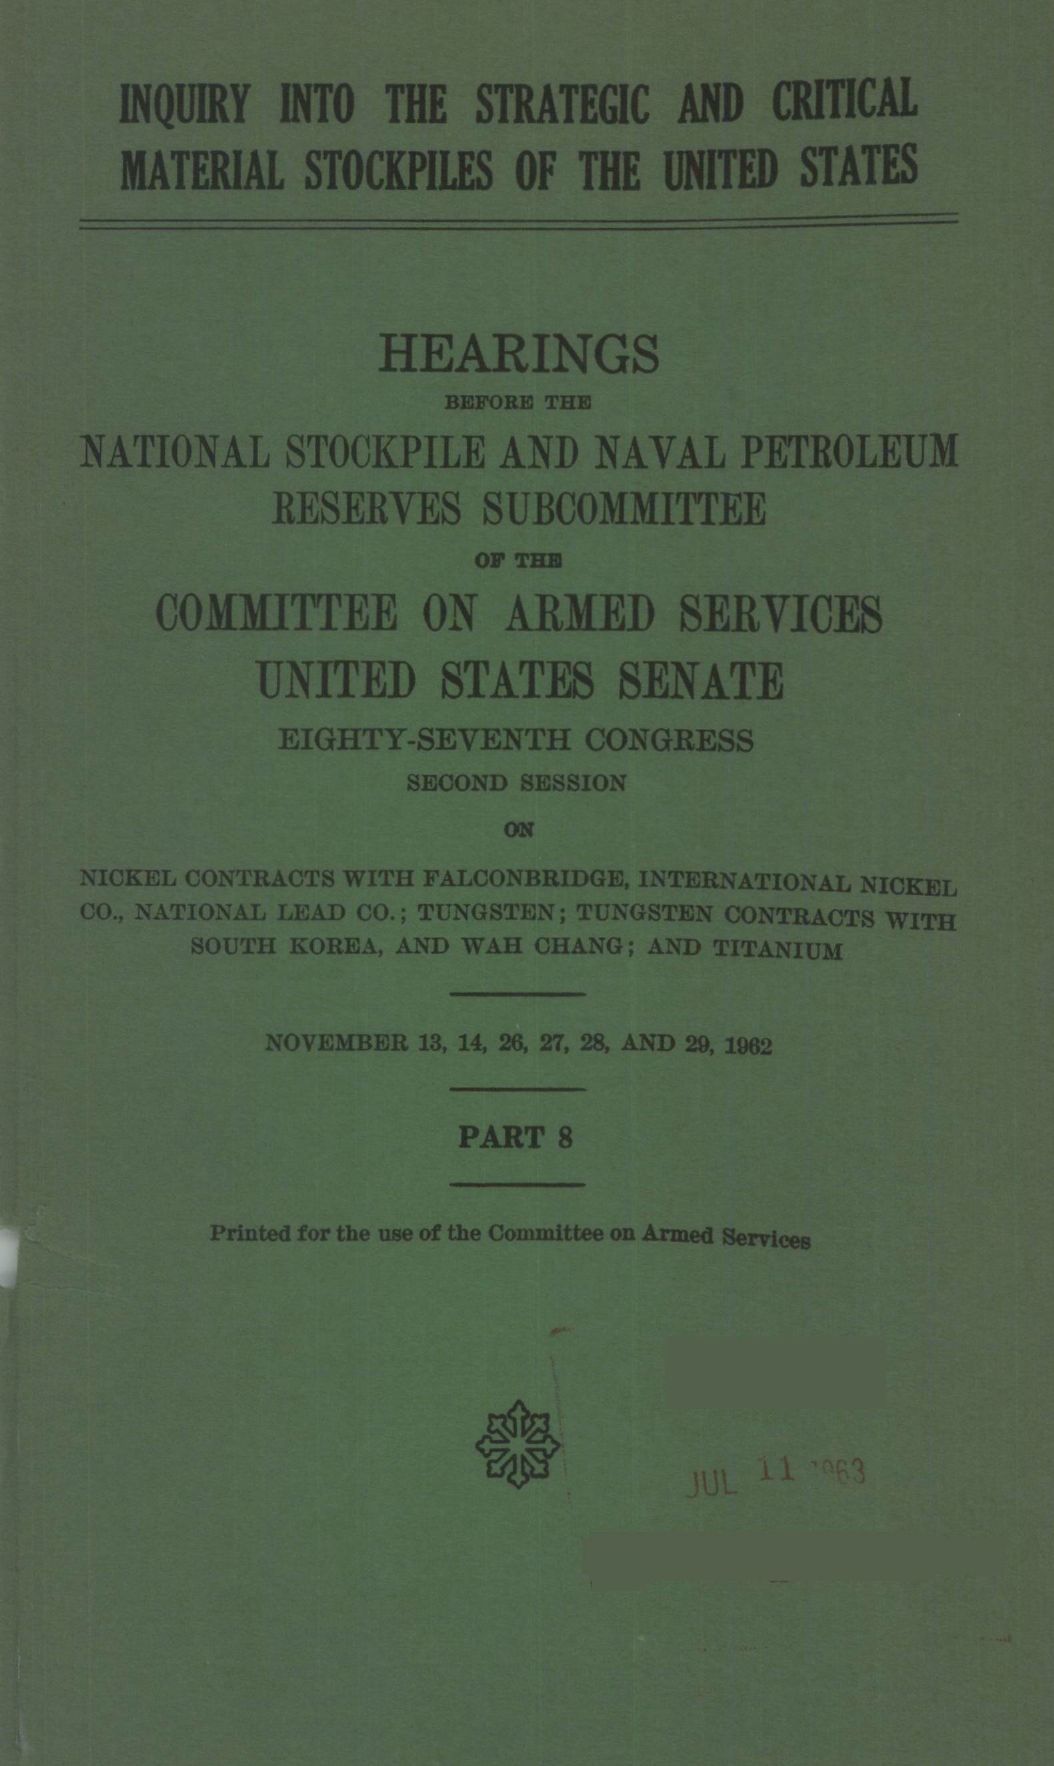 INQUIRY INTO THE STRATEGIC AND CRITICAL
MATERIAL STOCKPILES OF THE UNITED STATES
HEARINGS
BEFORE THE
NATIONAL STOCKPILE AND NAVAL PETROLEUM
RESERVES SUBCOMMITTEE
OF THE
COMMITTEE ON ARMED SERVICES
UNITED STATES SENATE
EIGHTY-SEVENTH CONGRESS
SECOND SESSION
ON
NICKEL CONTRACTS WITH FALCONBRIDGE, INTERNATIONAL NICKEL
CO., NATIONAL LEAD CO.; TUNGSTEN; TUNGSTEN CONTRACTS WITH
SOUTH KOREA, AND WAH CHANG; AND TITANIUM
NOVEMBER 13, 14, 26, 27, 28, AND 29, 1962
PART 8
Printed for the use of the Committee on Armed Services
JUL 11 1963